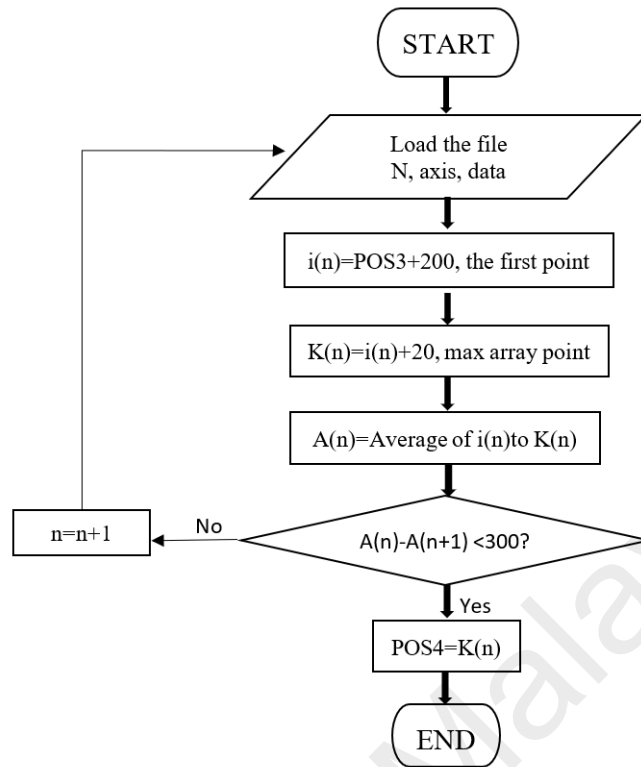 START
Load the file
N, axis, data
i(n)=POS3+200, the first point
K(n)=i(n)+20, max array point
A(n)=Average of i(n)to K(n)
n=n+1
No
A(n)-A(n+1) <300?
Yes
POS4=K(n)
END
Mala